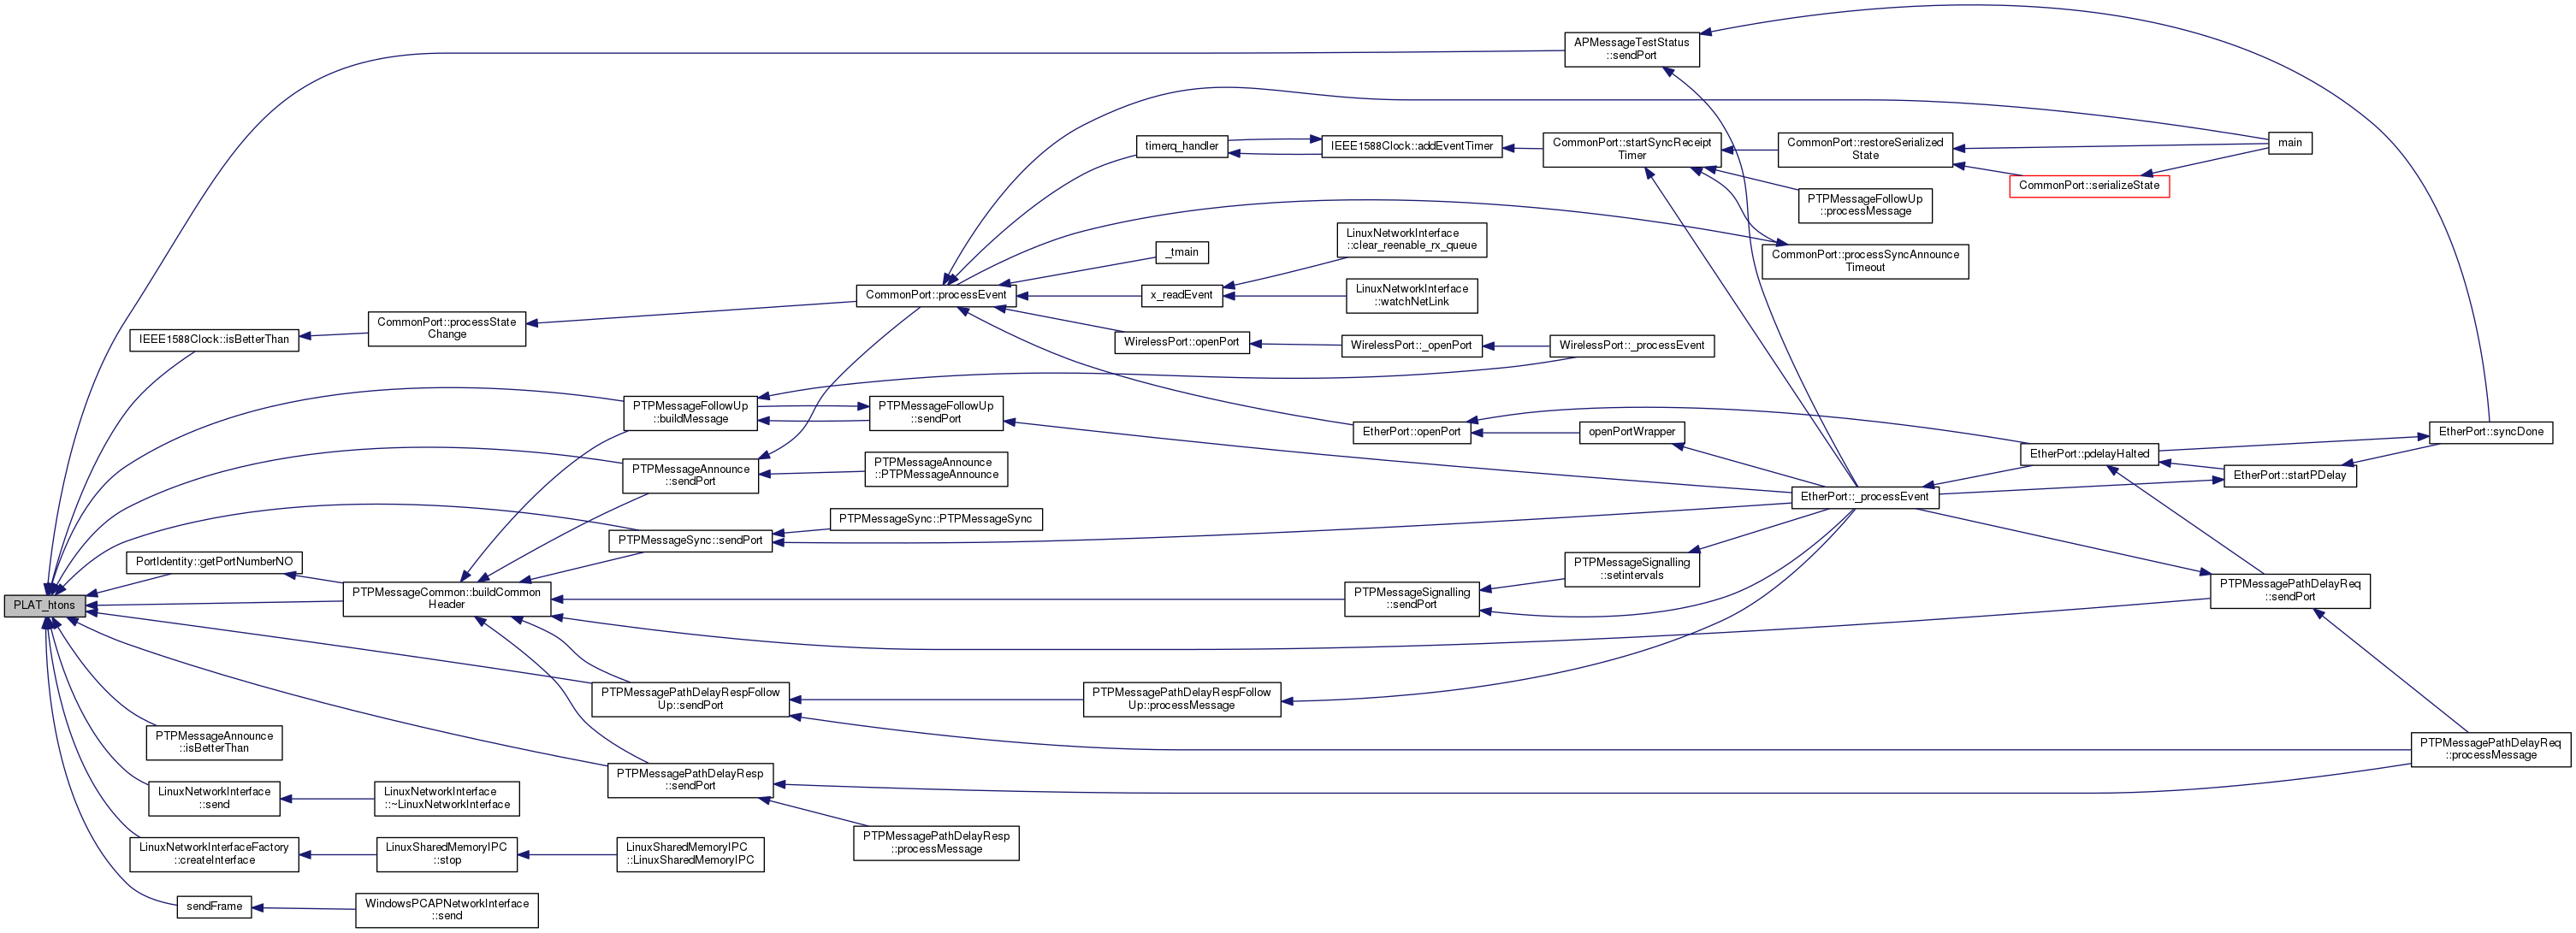 PLAT_htons
APMessageTestStatus
::sendPort
IEEE1588Clock::isBetterThan
CommonPort::processState
Change
CommonPort::processEvent
timerq_handler
IEEE1588Clock::addEventTimer
CommonPort::startSyncReceipt
Timer
CommonPort::restoreSerialized
State
main
CommonPort::serializeState
PTPMessageFollowUp
::processMessage
CommonPort::processSyncAnnounce
Timeout
_tmain
LinuxNetworkInterface
::clear_reenable_rx_queue
x_readEvent
LinuxNetworkInterface
::watchNetLink
WirelessPort::openPort
WirelessPort::_openPort
WirelessPort::_processEvent
PTPMessageFollowUp
::buildMessage
PTPMessageFollowUp
::sendPort
EtherPort::openPort
openPortWrapper
EtherPort::syncDone
EtherPort::pdelayHalted
EtherPort::startPDelay
EtherPort::_processEvent
PTPMessageAnnounce
::sendPort
PTPMessageAnnounce
::PTPMessageAnnounce
PTPMessageSync::PTPMessageSync
PTPMessageSync::sendPort
PortIdentity::getPortNumberNO
PTPMessageCommon::buildCommon
Header
PTPMessageSignalling
::sendPort
PTPMessageSignalling
::setintervals
PTPMessagePathDelayReq
::sendPort
PTPMessagePathDelayRespFollow
Up::sendPort
PTPMessagePathDelayRespFollow
Up::processMessage
PTPMessagePathDelayReq
::processMessage
PTPMessageAnnounce
::isBetterThan
PTPMessagePathDelayResp
::sendPort
PTPMessagePathDelayResp
::processMessage
LinuxNetworkInterface
::send
LinuxNetworkInterface
::~LinuxNetworkInterface
LinuxNetworkInterfaceFactory
::createInterface
LinuxSharedMemoryIPC
::stop
LinuxSharedMemoryIPC
::LinuxSharedMemoryIPC
sendFrame
WindowsPCAPNetworkInterface
::send